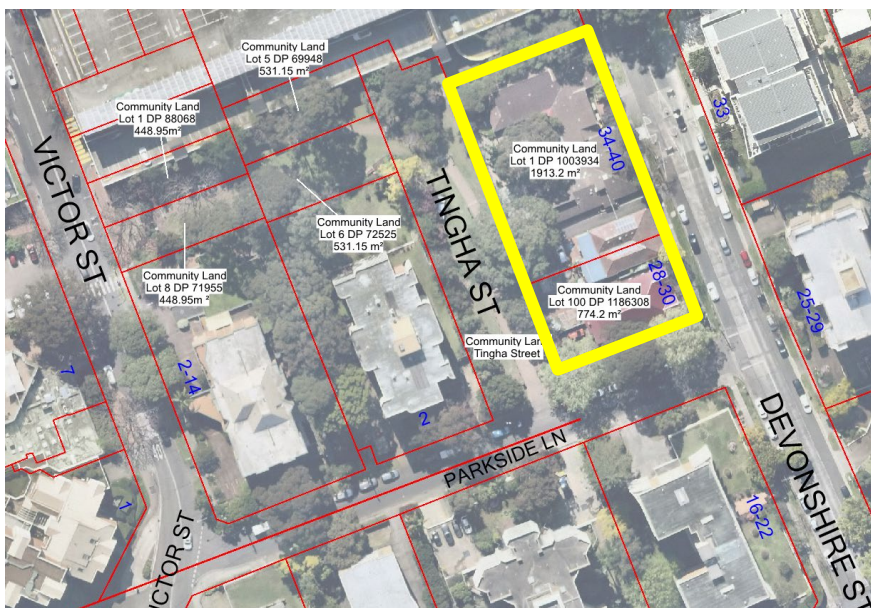 Community Land
Lot 5 DP 69948
531.15 m²
Community Land
Lot 1 DP 88068
448.95m²
33
34-40
Community Land
Lot 1 DP 1003934
1913.2 m²
VICTOR ST
TINGHA ST
Community Land
Lot 6 DP 72525
531.15 m²
Community Land
Lot 8 DP 71955
448.95m²
28-30
Community Land
Lot 100 DP 1186308
774.2 m²
25-29
Community Lan
Tingha Street
7
2-14
2
PARKSIDE LN
DEVONSHIRE ST
1
16-22
VICTOR ST